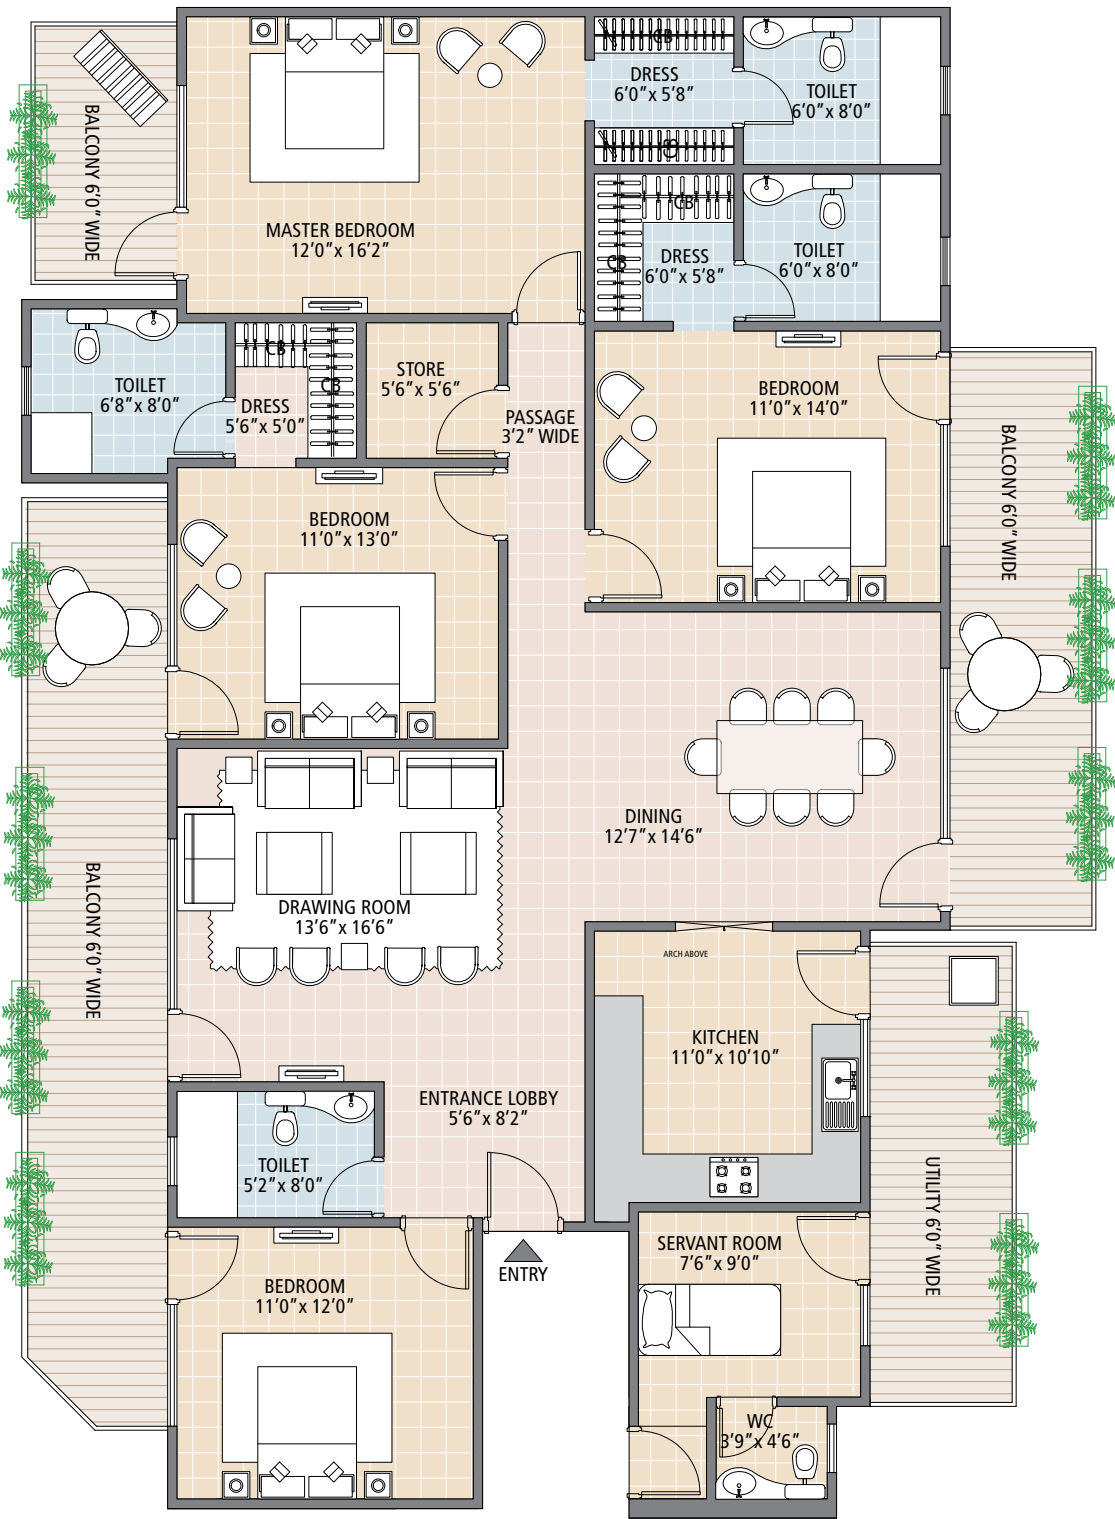 CB
DRESS
6'0" x 5'8"
TOILET
6'0" x 8'0"
CB
BALCONY 6'0" WIDE
MASTER BEDROOM
12'0" x 16'2"
CB
CB
DRESS
6'0" x 5'8"
TOILET
6'0" x 8'0"
CB
CB
TOILET
6'8" x 8'0"
DRESS
5'6" x 5'0"
STORE
5'6" x 5'6"
PASSAGE
3'2" WIDE
BEDROOM
11'0" x 14'0"
BALCONY 6'0" WIDE
BEDROOM
11'0" x 13'0"
DINING
12'7" x 14'6"
BALCONY 6'0" WIDE
DRAWING ROOM
13'6" x 16'6"
ARCH ABOVE
KITCHEN
11'0" x 10'10"
ENTRANCE LOBBY
5'6" x 8'2"
TOILET
5'2" x 8'0"
UTILITY 6'0" WIDE
SERVANT ROOM
7'6" x 9'0"
ENTRY
BEDROOM
11'0" x 12'0"
WC
3'9" x 4'6"